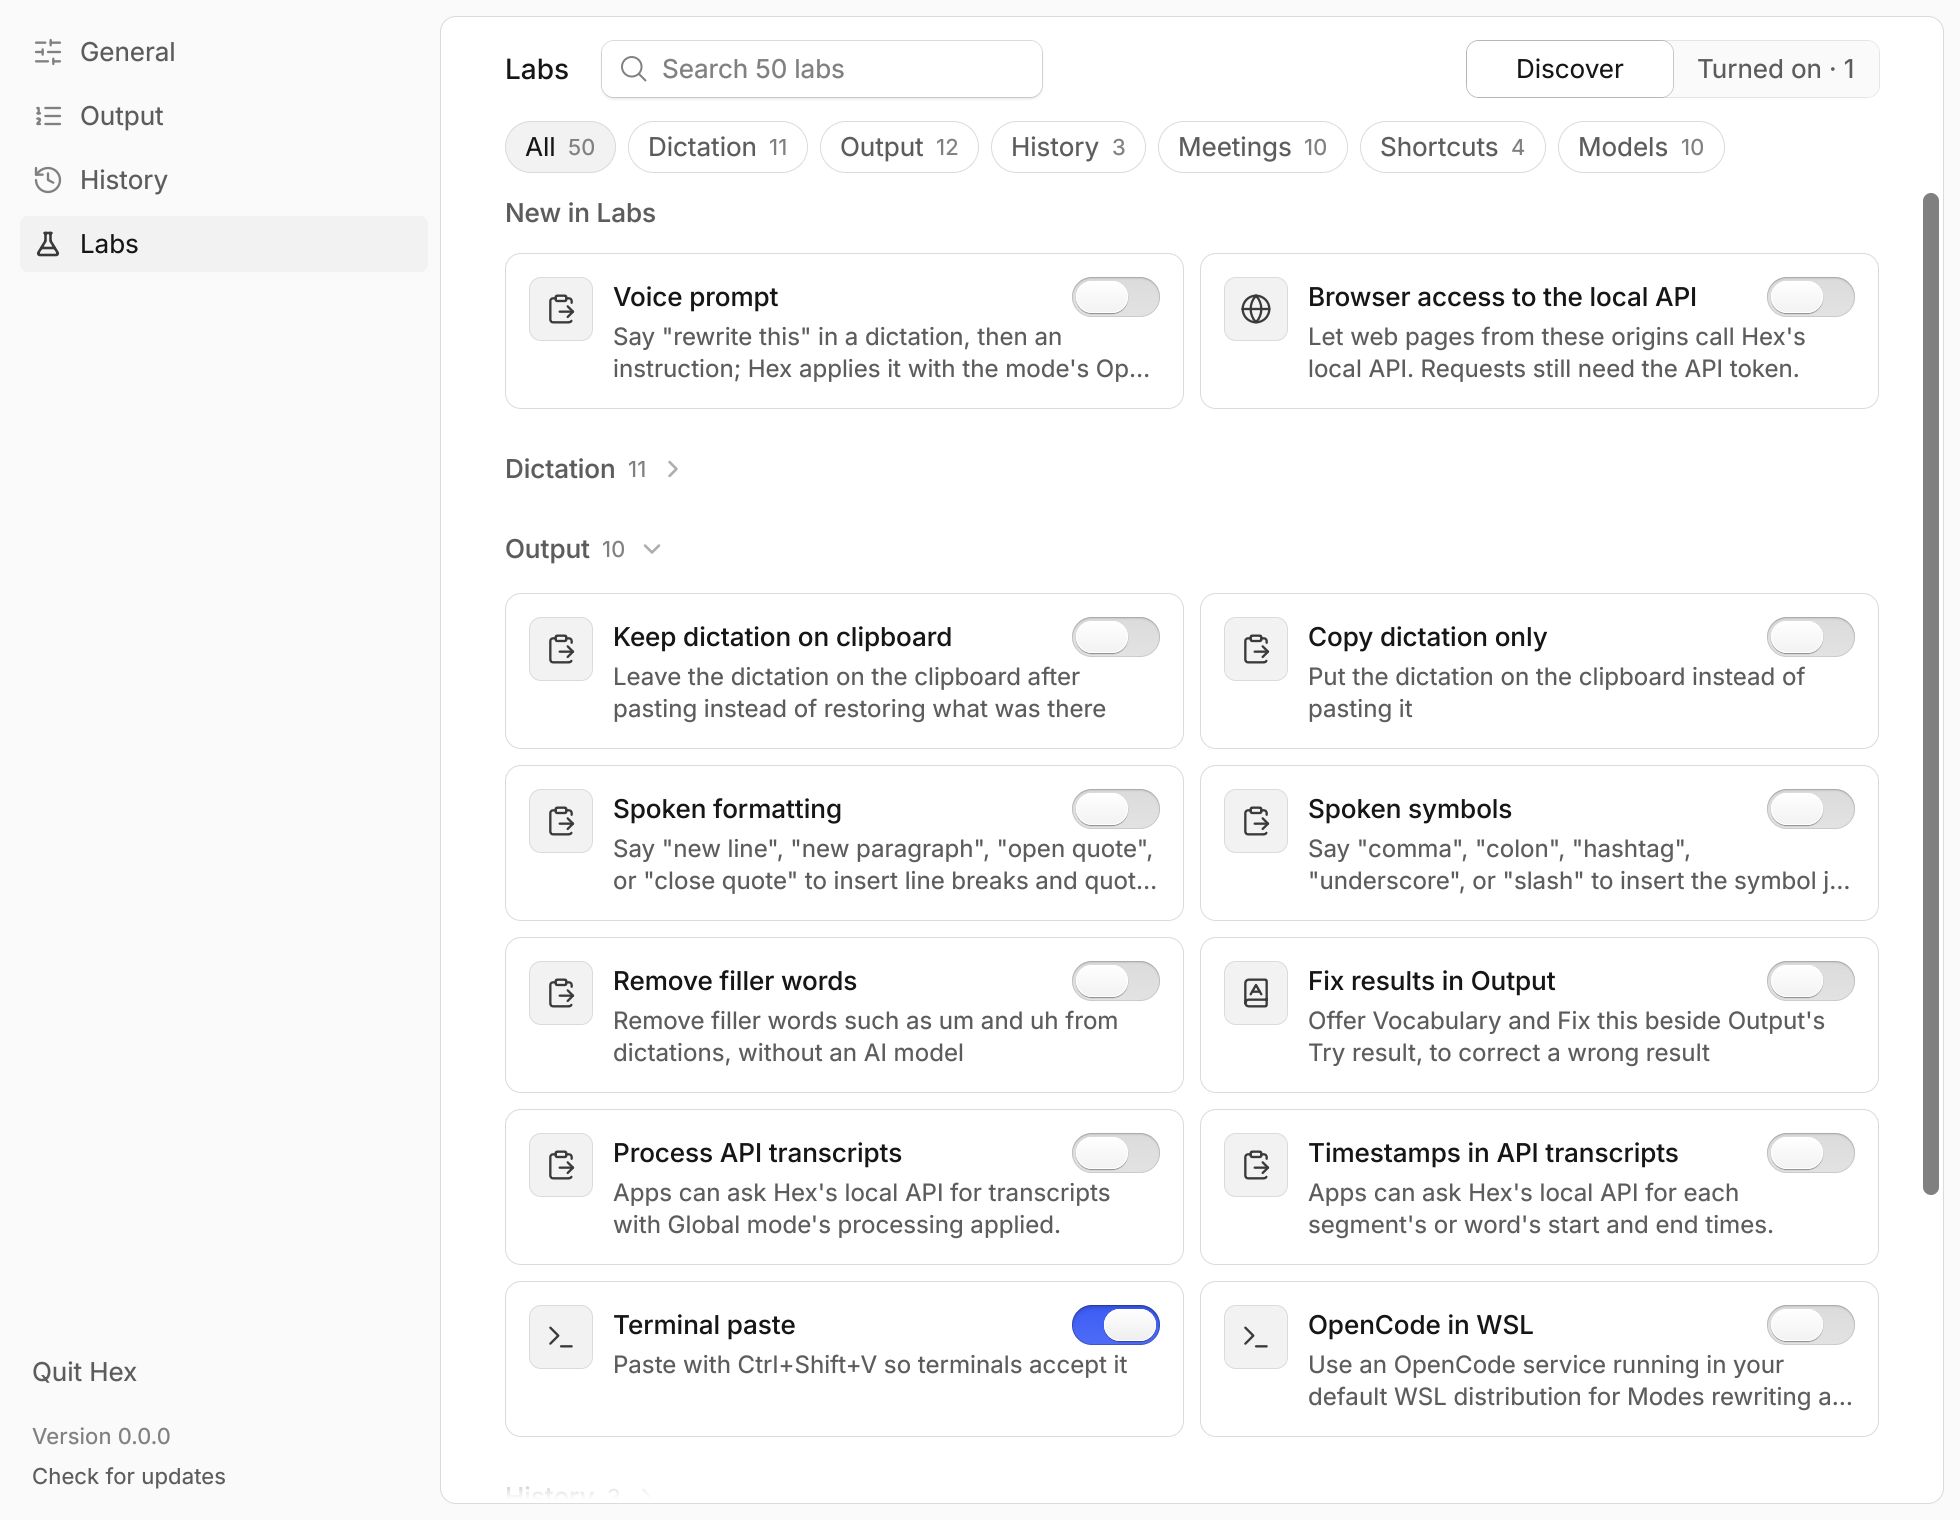 General
Output
History
Labs
Quit Hex
Version 0.0.0
Check for updates
Labs
Search 50 labs
Discover
Turned on · 1
All 50
Dictation 11
Output 12
History 3
Meetings 10
Shortcuts 4
Models 10
New in Labs
Voice prompt
Say "rewrite this" in a dictation, then an
instruction; Hex applies it with the mode's Op...
Browser access to the local API
Let web pages from these origins call Hex's
local API. Requests still need the API token.
Dictation 11
Output 10
Keep dictation on clipboard
Leave the dictation on the clipboard after
pasting instead of restoring what was there
Copy dictation only
Put the dictation on the clipboard instead of
pasting it
Spoken formatting
Say "new line", "new paragraph", "open quote",
or "close quote" to insert line breaks and quot...
Spoken symbols
Say "comma", "colon", "hashtag",
"underscore", or "slash" to insert the symbol j...
Remove filler words
Remove filler words such as um and uh from
dictations, without an AI model
Fix results in Output
Offer Vocabulary and Fix this beside Output's
Try result, to correct a wrong result
Process API transcripts
Apps can ask Hex's local API for transcripts
with Global mode's processing applied.
Timestamps in API transcripts
Apps can ask Hex's local API for each
segment's or word's start and end times.
Terminal paste
Paste with Ctrl+Shift+V so terminals accept it
OpenCode in WSL
Use an OpenCode service running in your
default WSL distribution for Modes rewriting a...
History 3